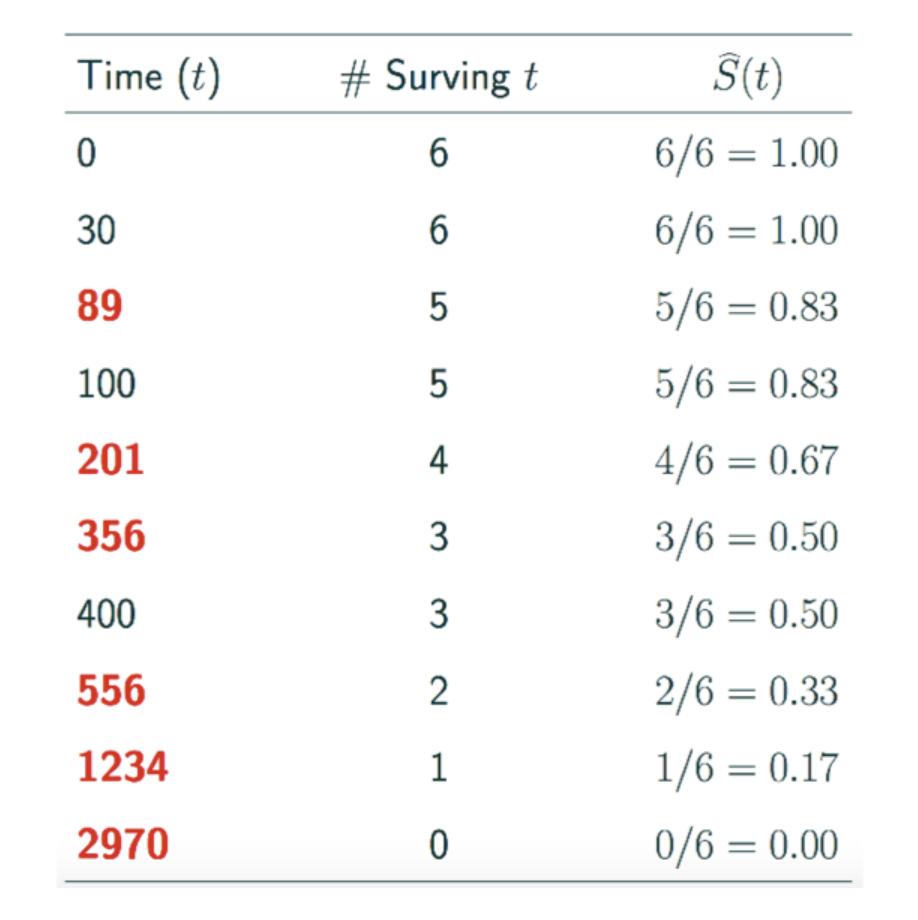 Time (t) # Surving t Ŝ(t)
0 6 6/6 = 1.00
30 6 6/6 = 1.00
89 5 5/6 = 0.83
100 5 5/6 = 0.83
201 4 4/6 = 0.67
356 3 3/6 = 0.50
400 3 3/6 = 0.50
556 2 2/6 = 0.33
1234 1 1/6 = 0.17
2970 0 0/6 = 0.00